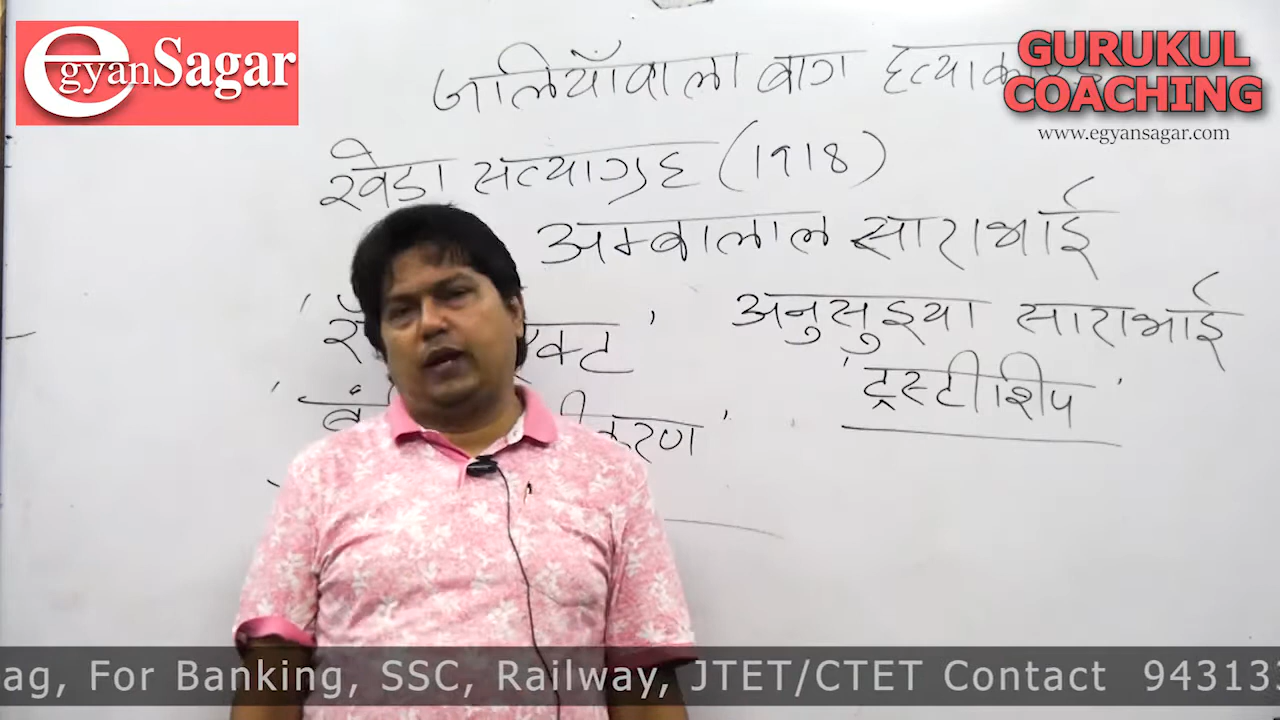 egyanSagar
GURUKUL
COACHING
www.egyansagar.com
जलियाँवाला बाग
खेडा सत्याग्रह (1918)
अम्बालाल साराभाई
अनुसुइया साराभाई
'ट्रस्टीशिप'
ag, For Banking, SSC, Railway, JTET/CTET Contact 943133